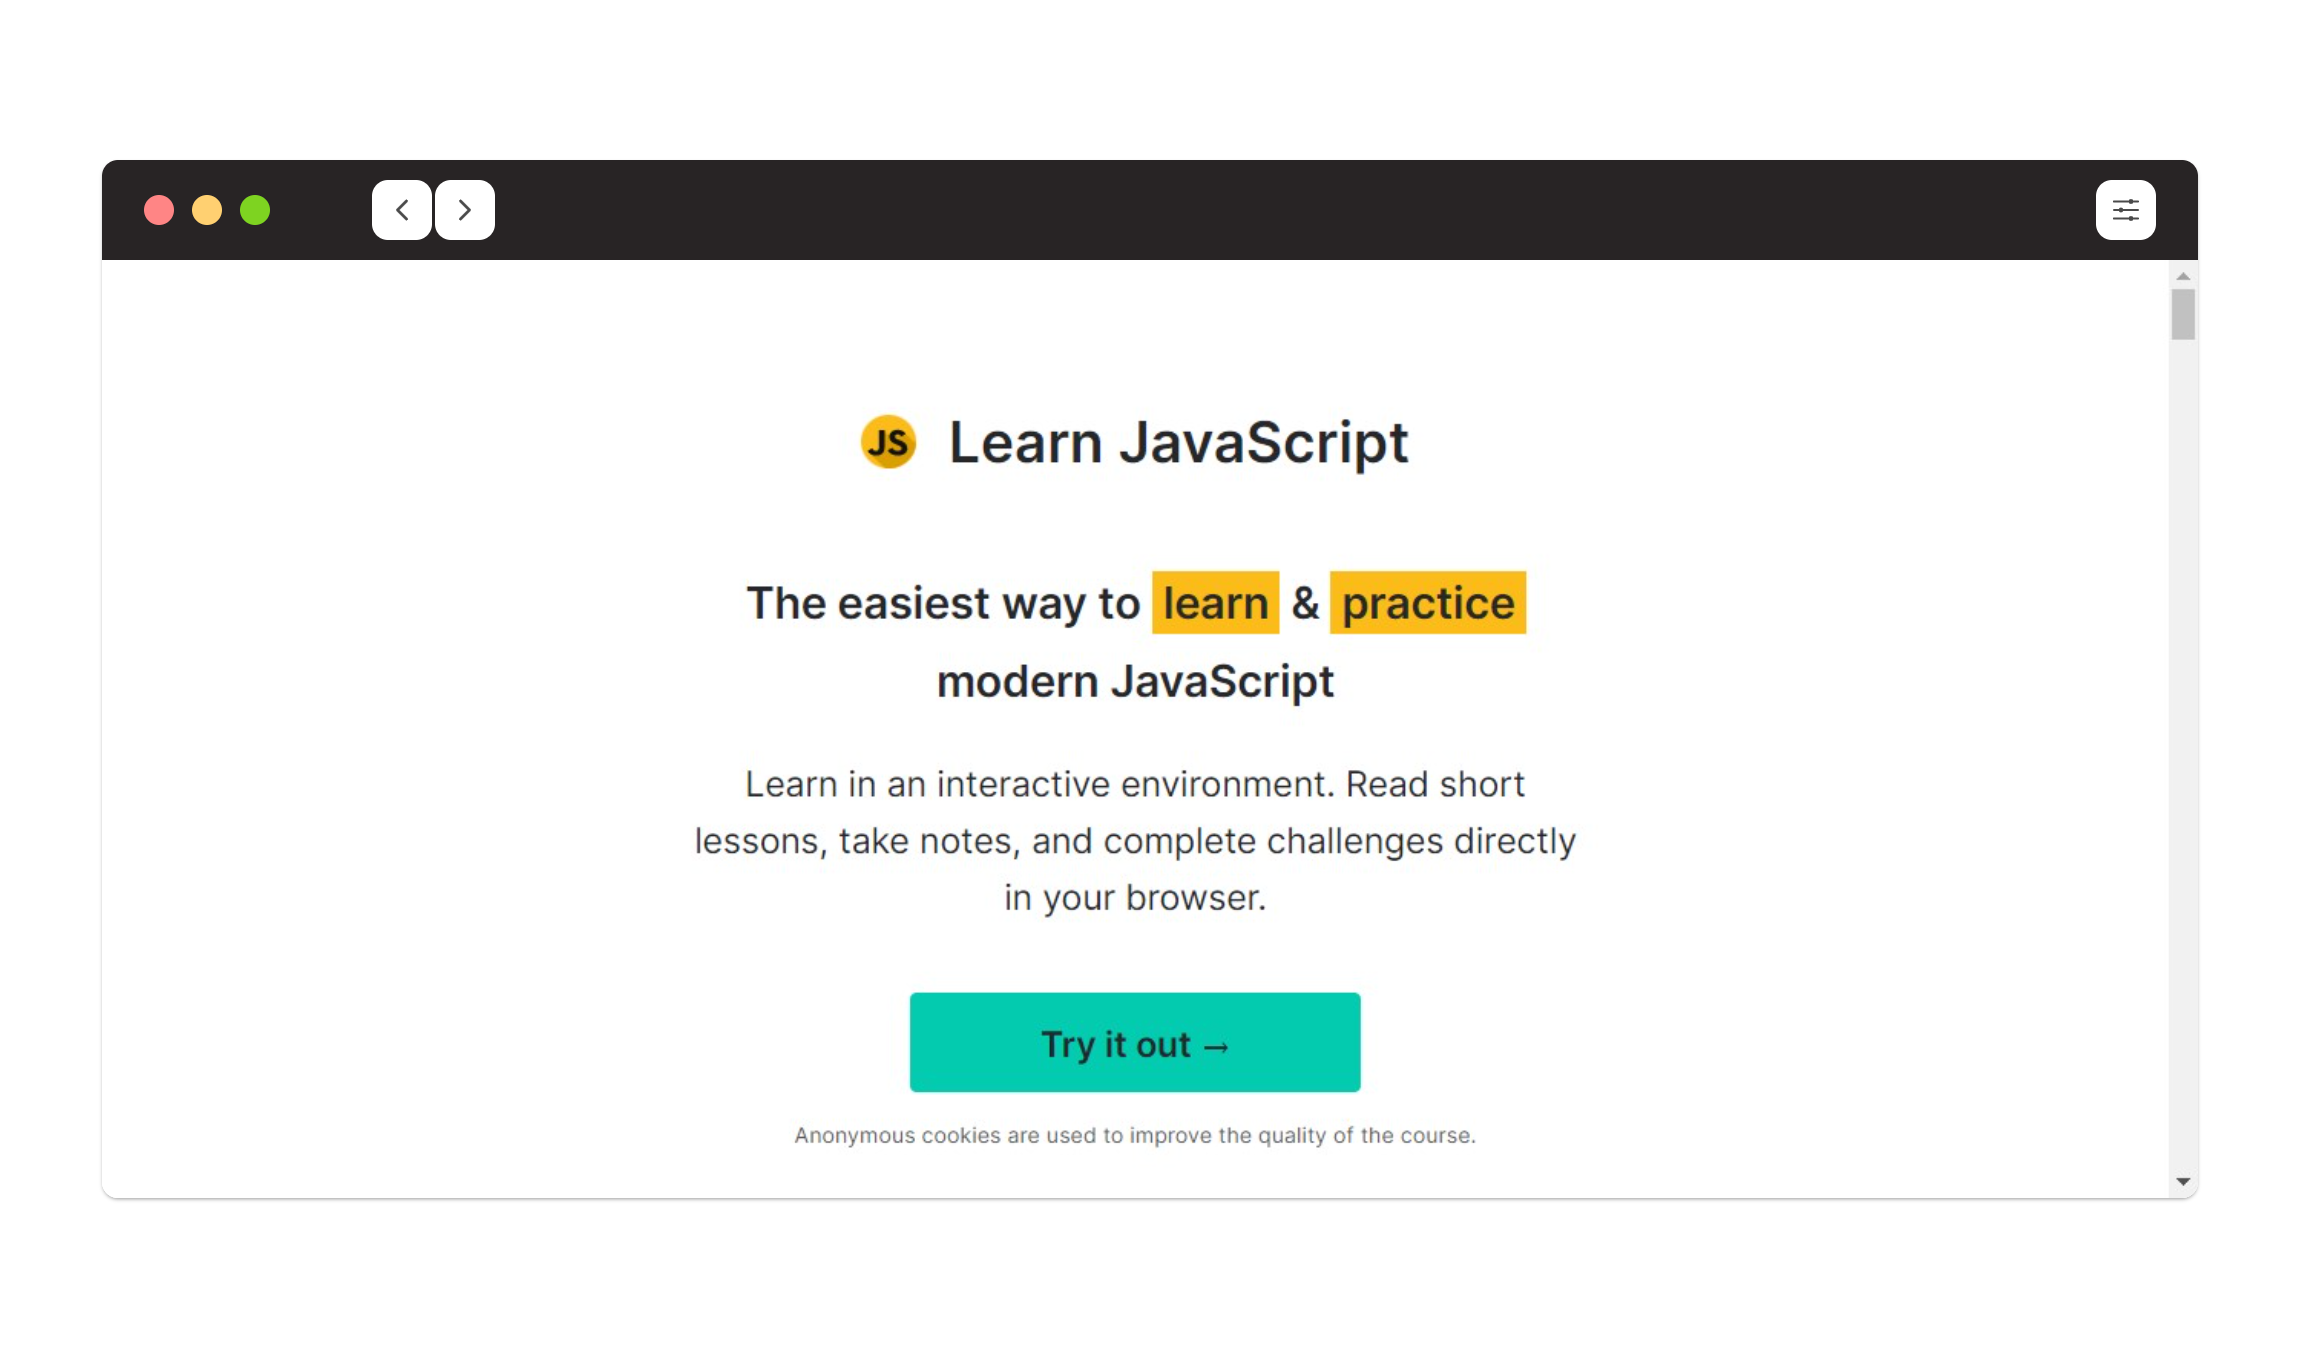 JS Learn JavaScript
The easiest way to learn & practice
modern JavaScript
Learn in an interactive environment. Read short
lessons, take notes, and complete challenges directly
in your browser.
Try it out →
Anonymous cookies are used to improve the quality of the course.